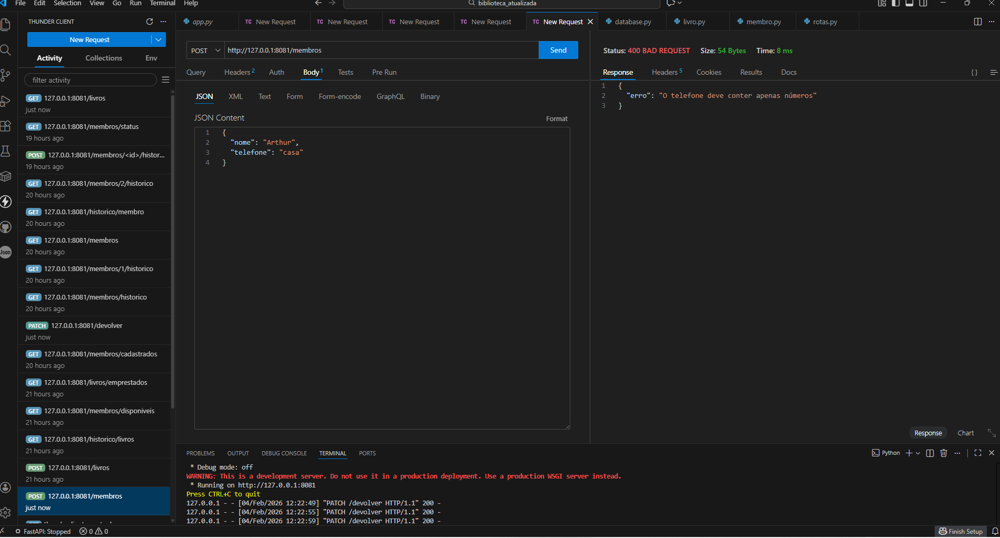 File Edit Selection View Go Run Terminal Help
biblioteca_atualizada
THUNDER CLIENT
New Request
Activity Collections Env
filter activity
GET 127.0.0.1:8081/livros
just now
GET 127.0.0.1:8081/membros/status
19 hours ago
POST 127.0.0.1:8081/membros/<id>/histor...
19 hours ago
GET 127.0.0.1:8081/membros/2/historico
20 hours ago
GET 127.0.0.1:8081/historico/membro
20 hours ago
GET 127.0.0.1:8081/membros
20 hours ago
GET 127.0.0.1:8081/membros/1/historico
20 hours ago
GET 127.0.0.1:8081/membros/historico
20 hours ago
PATCH 127.0.0.1:8081/devolver
just now
GET 127.0.0.1:8081/membros/cadastrados
20 hours ago
GET 127.0.0.1:8081/livros/emprestados
21 hours ago
GET 127.0.0.1:8081/membros/disponiveis
21 hours ago
GET 127.0.0.1:8081/historico/livros
21 hours ago
POST 127.0.0.1:8081/livros
21 hours ago
POST 127.0.0.1:8081/membros
just now
Json
app.py TC New Request TC New Request TC New Request TC New Request TC New Request database.py livro.py membro.py rotas.py
POST http://127.0.0.1:8081/membros Send
Query Headers 2 Auth Body 1 Tests Pre Run
JSON XML Text Form Form-encode GraphQL Binary
JSON Content Format
1 {
2 "nome": "Arthur",
3 "telefone": "casa"
4 }
Status: 400 BAD REQUEST Size: 54 Bytes Time: 8 ms
Response Headers 5 Cookies Results Docs { }
1 {
2 "erro": "O telefone deve conter apenas números"
3 }
Response Chart
PROBLEMS OUTPUT DEBUG CONSOLE TERMINAL PORTS
Python
* Debug mode: off
WARNING: This is a development server. Do not use it in a production deployment. Use a production WSGI server instead.
* Running on http://127.0.0.1:8081
Press CTRL+C to quit
127.0.0.1 - - [04/Feb/2026 12:22:49] "PATCH /devolver HTTP/1.1" 200 -
127.0.0.1 - - [04/Feb/2026 12:22:55] "PATCH /devolver HTTP/1.1" 200 -
127.0.0.1 - - [04/Feb/2026 12:22:59] "PATCH /devolver HTTP/1.1" 200 -
FastAPI: Stopped 0 0
Finish Setup